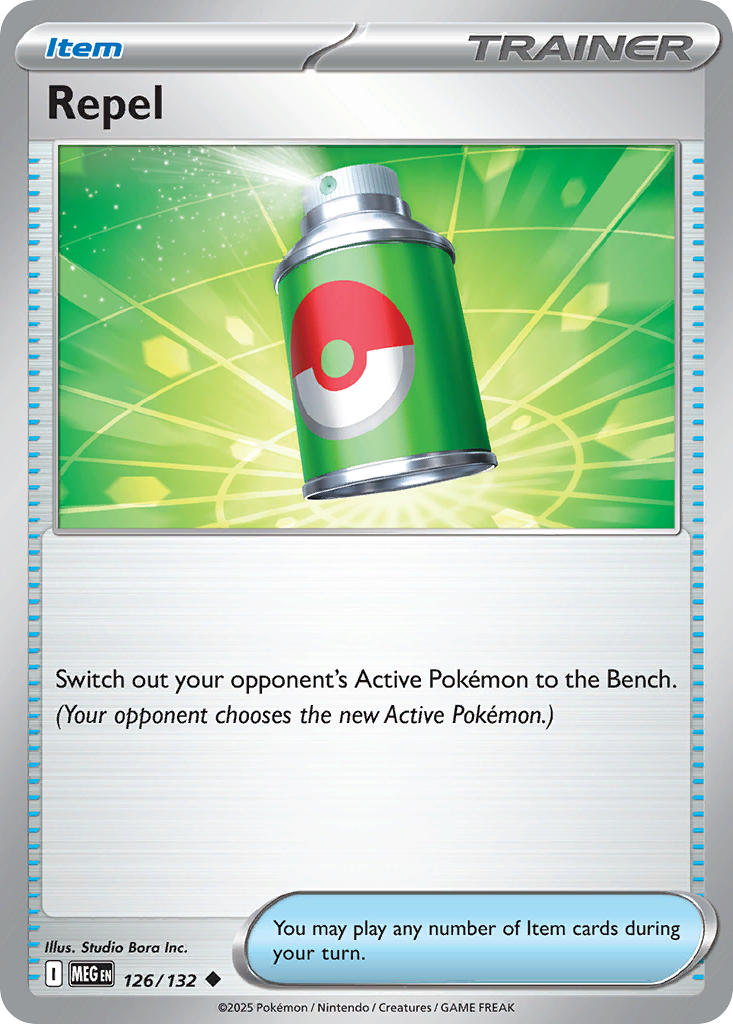 Item
TRAINER
Repel
Switch out your opponent's Active Pokémon to the Bench.
(Your opponent chooses the new Active Pokémon.)
You may play any number of Item cards during
your turn.
Illus. Studio Bora Inc.
I MEG EN 126/132 ◆
©2025 Pokémon / Nintendo / Creatures / GAME FREAK